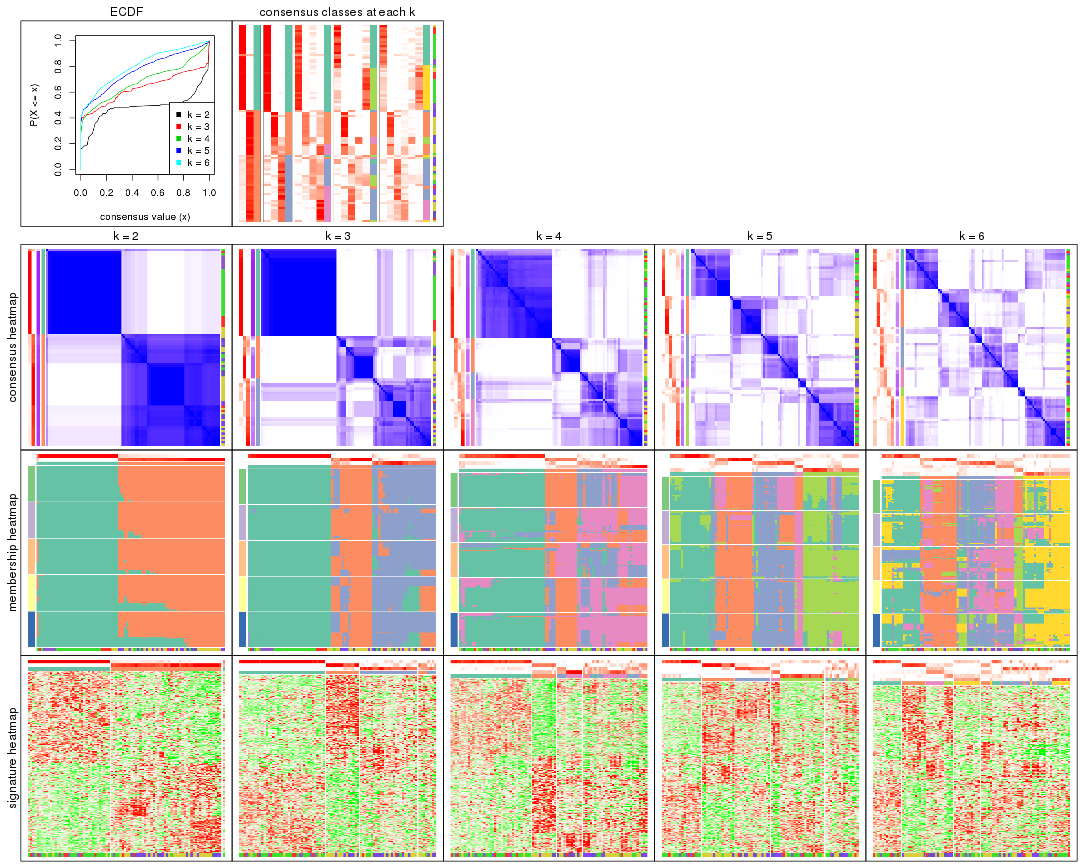 ECDF
consensus classes at each k
P(X <= x)
0.0 0.2 0.4 0.6 0.8 1.0
k = 2
k = 3
k = 4
k = 5
k = 6
0.0 0.2 0.4 0.6 0.8 1.0
consensus value (x)
k = 2 k = 3 k = 4 k = 5 k = 6
consensus heatmap
membership heatmap
signature heatmap